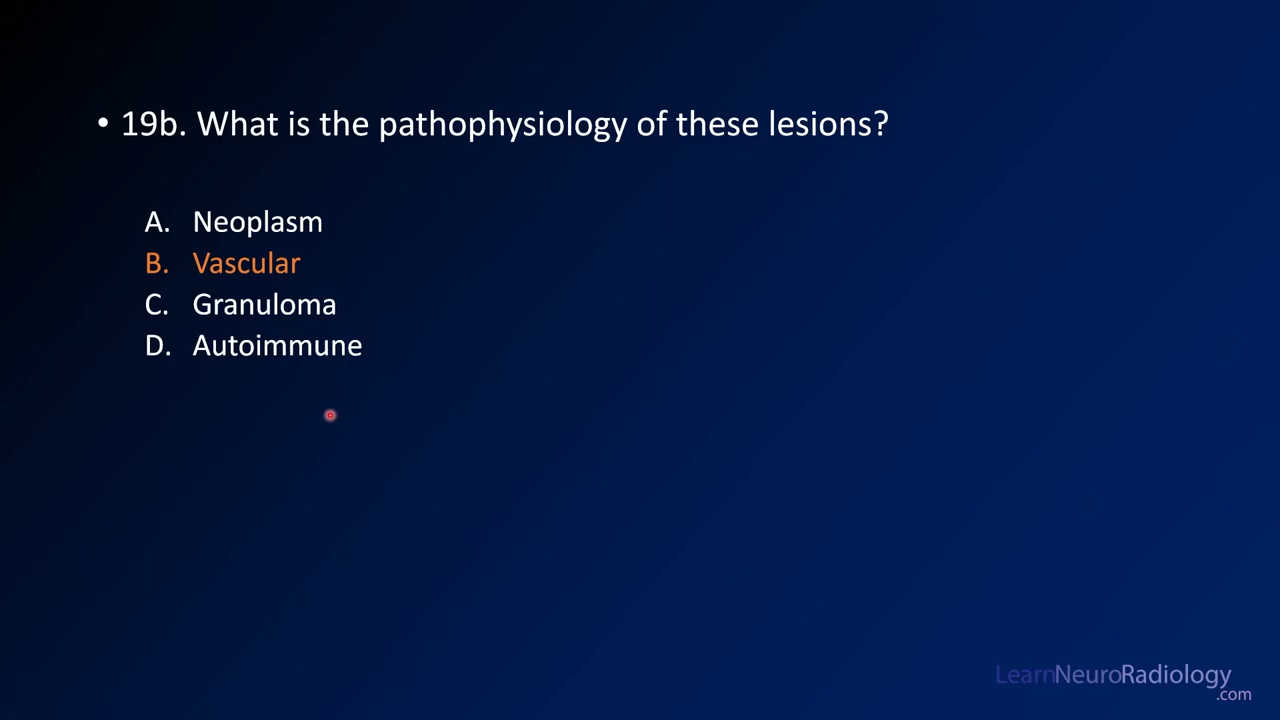 • 19b. What is the pathophysiology of these lesions?
A. Neoplasm
B. Vascular
C. Granuloma
D. Autoimmune
LearnNeuroRadiology
.com